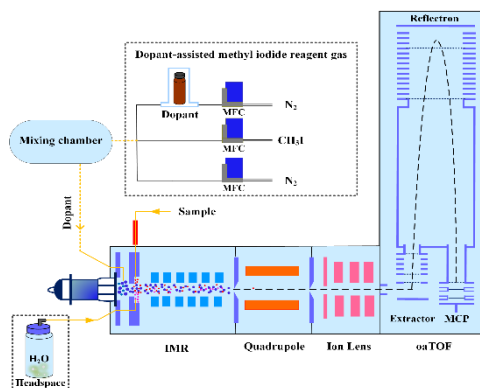 Reflectron
Dopant-assisted methyl iodide reagent gas
Dopant
MFC
N2
Mixing chamber
MFC
CH3I
MFC
N2
Dopant
Sample
H2O
Headspace
IMR
Quadrupole
Ion Lens
Extractor
MCP
oaTOF